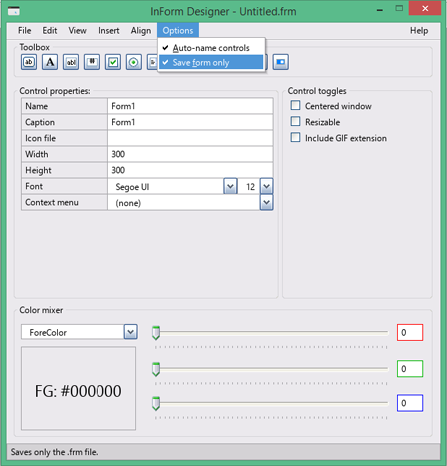 InForm Designer - Untitled.frm
File Edit View Insert Align Options Help
Auto-name controls
Save form only
Toolbox
ab A ab|
Control properties:
Control toggles
Name Form1
Centered window
Caption Form1
Resizable
Icon file
Include GIF extension
Width 300
Height 300
Font Segoe UI 12
Context menu (none)
Color mixer
ForeColor 0
FG: #000000
0
0
Saves only the .frm file.